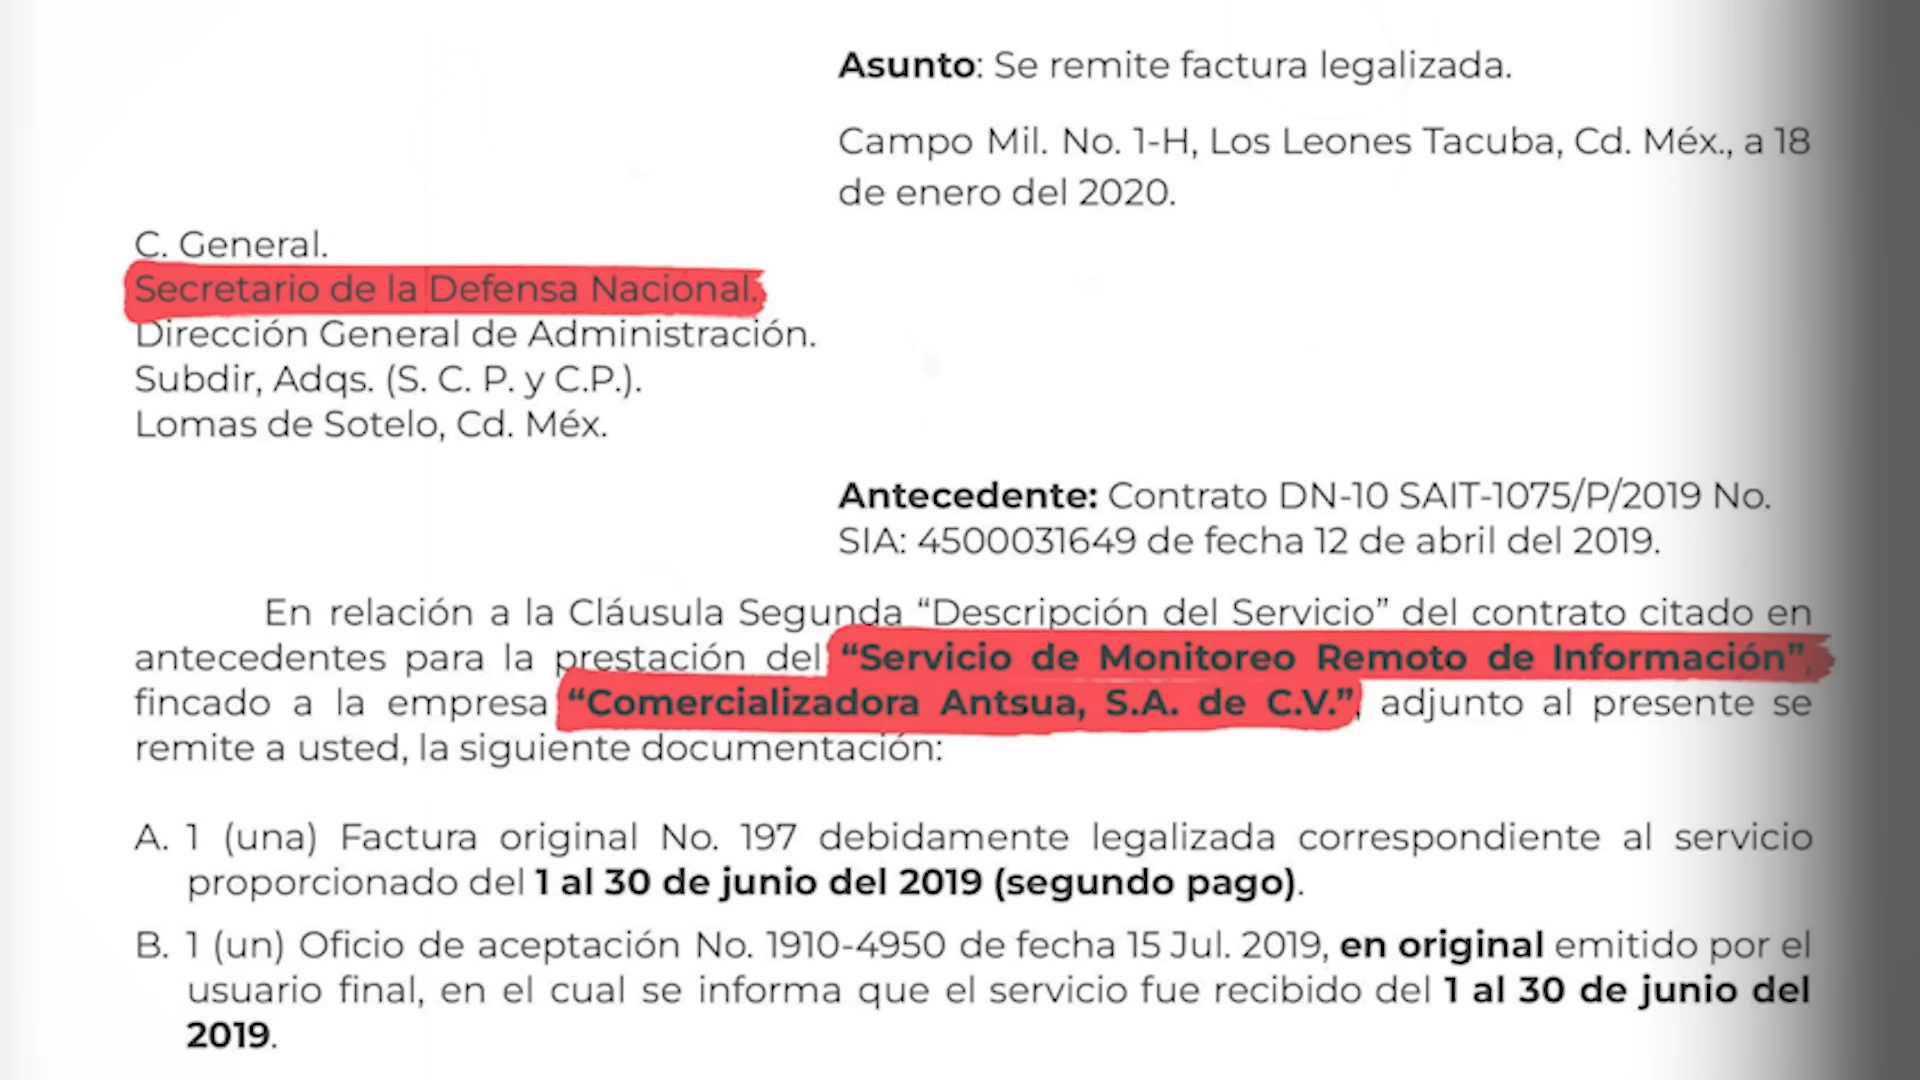 Asunto: Se remite factura legalizada.
Campo Mil. No. 1-H, Los Leones Tacuba, Cd. Méx., a 18
de enero del 2020.
C. General.
Secretario de la Defensa Nacional.
Dirección General de Administración.
Subdir, Adqs. (S. C. P. y C.P.).
Lomas de Sotelo, Cd. Méx.
Antecedente: Contrato DN-10 SAIT-1075/P/2019 No.
SIA: 4500031649 de fecha 12 de abril del 2019.
En relación a la Cláusula Segunda “Descripción del Servicio” del contrato citado en
antecedentes para la prestación del “Servicio de Monitoreo Remoto de Información”,
fincado a la empresa “Comercializadora Antsua, S.A. de C.V.”, adjunto al presente se
remite a usted, la siguiente documentación:
A. 1 (una) Factura original No. 197 debidamente legalizada correspondiente al servicio
proporcionado del 1 al 30 de junio del 2019 (segundo pago).
B. 1 (un) Oficio de aceptación No. 1910-4950 de fecha 15 Jul. 2019, en original emitido por el
usuario final, en el cual se informa que el servicio fue recibido del 1 al 30 de junio del
2019.